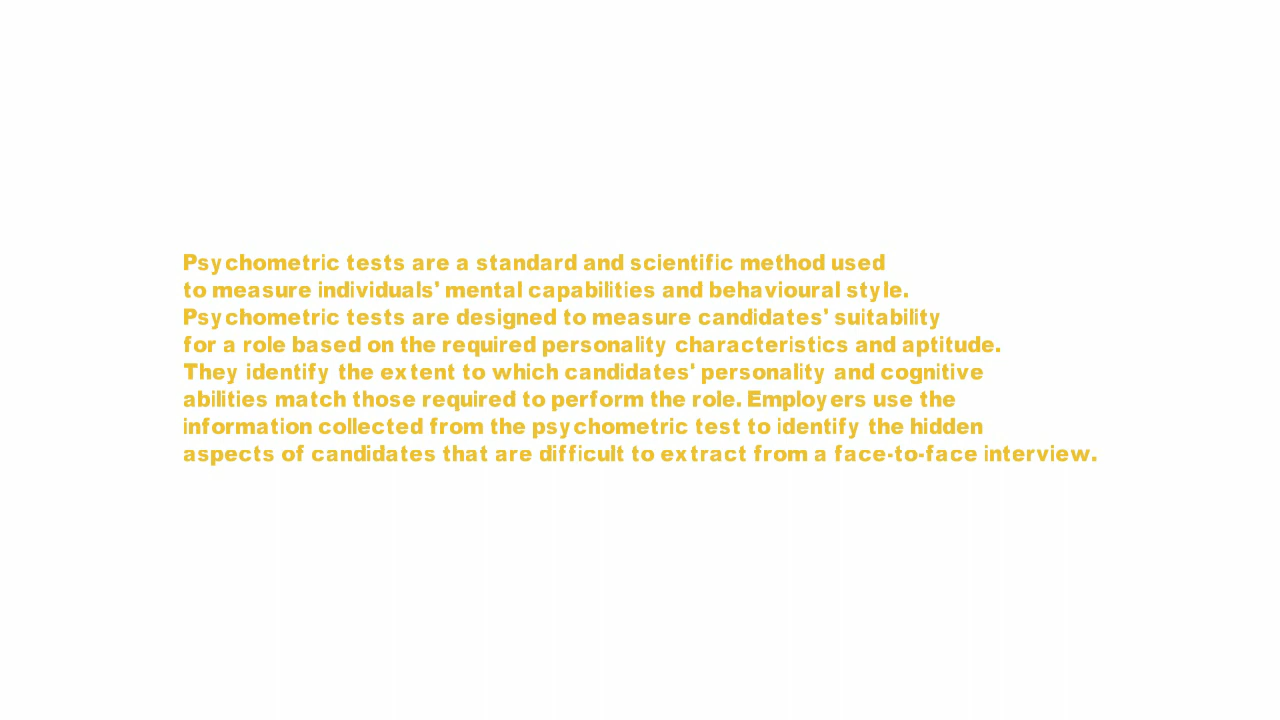 Psychometric tests are a standard and scientific method used
to measure individuals' mental capabilities and behavioural style.
Psychometric tests are designed to measure candidates' suitability
for a role based on the required personality characteristics and aptitude.
They identify the extent to which candidates' personality and cognitive
abilities match those required to perform the role. Employers use the
information collected from the psychometric test to identify the hidden
aspects of candidates that are difficult to extract from a face-to-face interview.